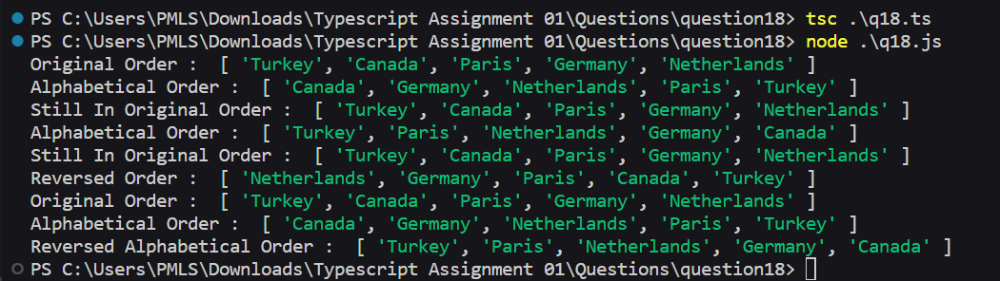 PS C:\Users\PMLS\Downloads\Typescript Assignment 01\Questions\question18> tsc .\q18.ts
PS C:\Users\PMLS\Downloads\Typescript Assignment 01\Questions\question18> node .\q18.js
Original Order :  [ 'Turkey', 'Canada', 'Paris', 'Germany', 'Netherlands' ]
Alphabetical Order :  [ 'Canada', 'Germany', 'Netherlands', 'Paris', 'Turkey' ]
Still In Original Order :  [ 'Turkey', 'Canada', 'Paris', 'Germany', 'Netherlands' ]
Alphabetical Order :  [ 'Turkey', 'Paris', 'Netherlands', 'Germany', 'Canada' ]
Still In Original Order :  [ 'Turkey', 'Canada', 'Paris', 'Germany', 'Netherlands' ]
Reversed Order :  [ 'Netherlands', 'Germany', 'Paris', 'Canada', 'Turkey' ]
Original Order :  [ 'Turkey', 'Canada', 'Paris', 'Germany', 'Netherlands' ]
Alphabetical Order :  [ 'Canada', 'Germany', 'Netherlands', 'Paris', 'Turkey' ]
Reversed Alphabetical Order :  [ 'Turkey', 'Paris', 'Netherlands', 'Germany', 'Canada' ]
PS C:\Users\PMLS\Downloads\Typescript Assignment 01\Questions\question18>